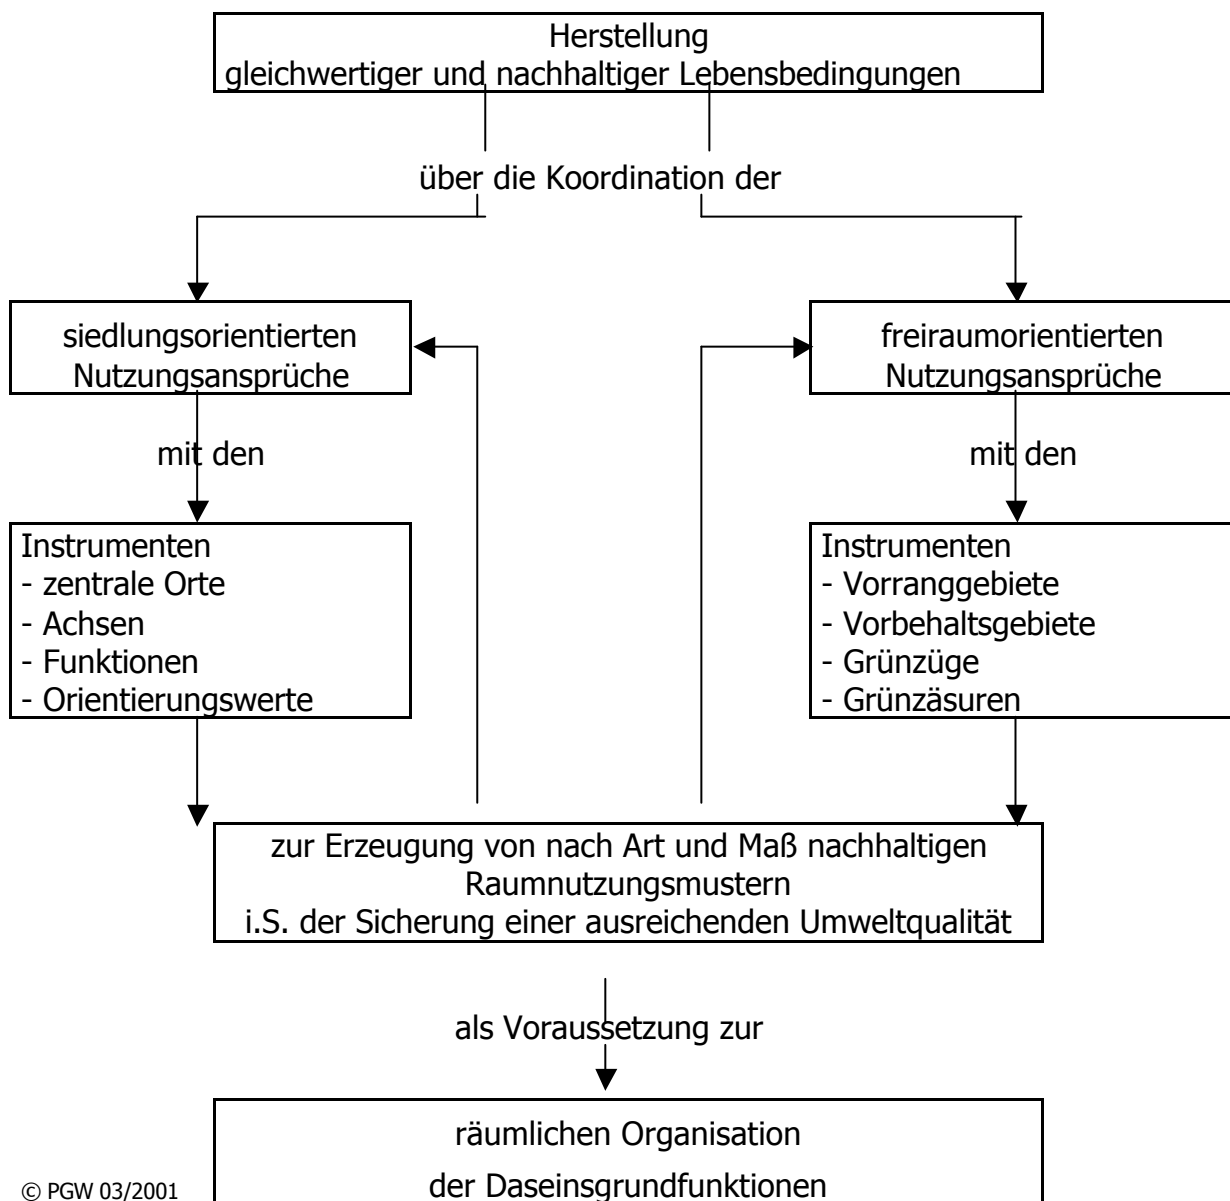 Herstellung
gleichwertiger und nachhaltiger Lebensbedingungen
über die Koordination der
siedlungsorientierten
Nutzungsansprüche
freiraumorientierten
Nutzungsansprüche
mit den
mit den
Instrumenten
- zentrale Orte
- Achsen
- Funktionen
- Orientierungswerte
Instrumenten
- Vorranggebiete
- Vorbehaltsgebiete
- Grünzüge
- Grünzäsuren
zur Erzeugung von nach Art und Maß nachhaltigen
Raumnutzungsmustern
i.S. der Sicherung einer ausreichenden Umweltqualität
als Voraussetzung zur
räumlichen Organisation
der Daseinsgrundfunktionen
© PGW 03/2001